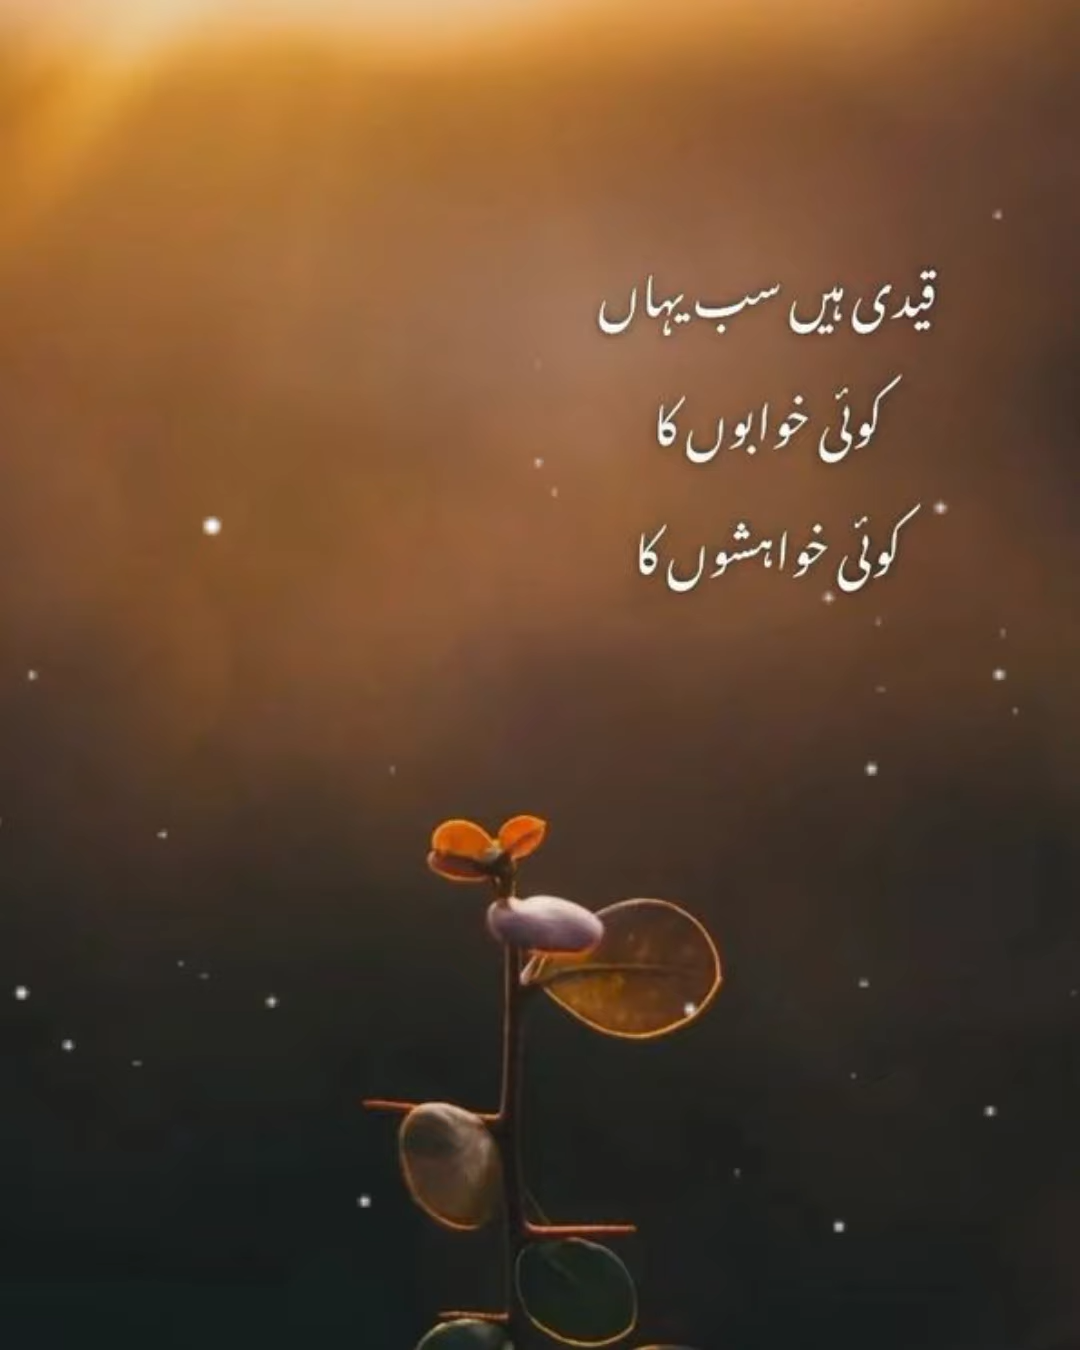 قیدی ہیں سب یہاں
کوئی خوابوں کا
کوئی خواہشوں کا